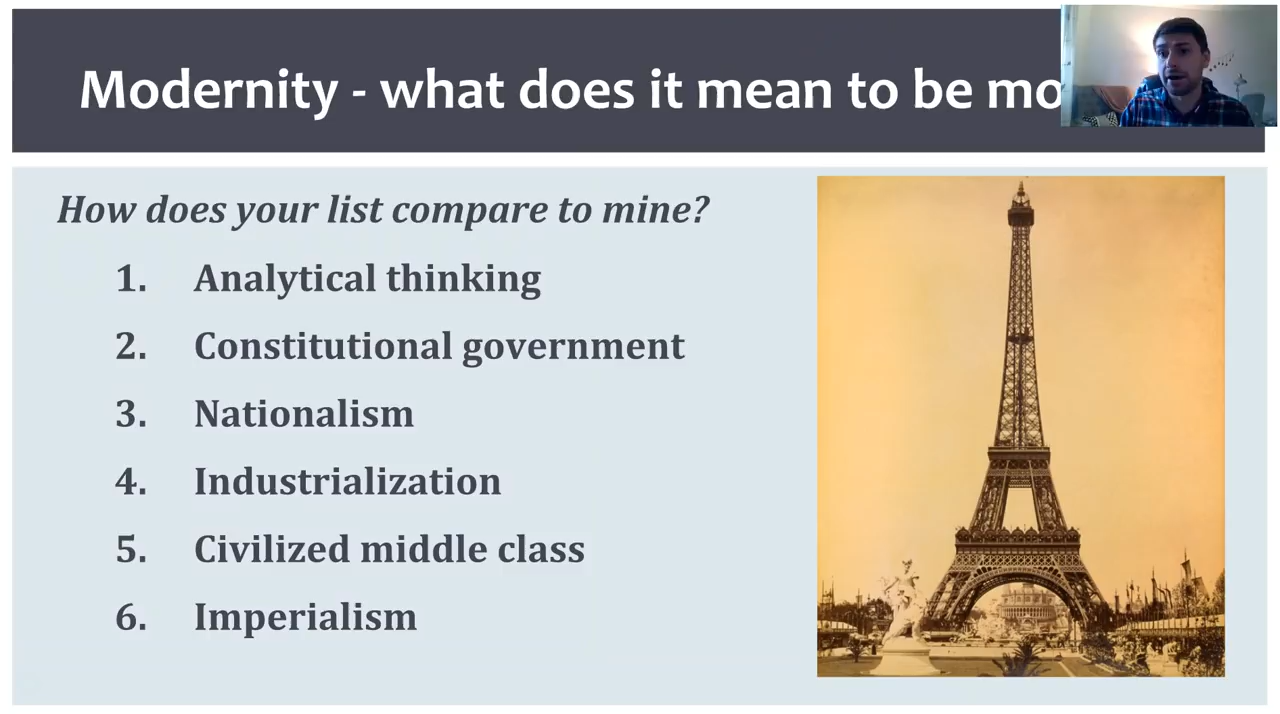 Modernity - what does it mean to be mo
How does your list compare to mine?
1. Analytical thinking
2. Constitutional government
3. Nationalism
4. Industrialization
5. Civilized middle class
6. Imperialism